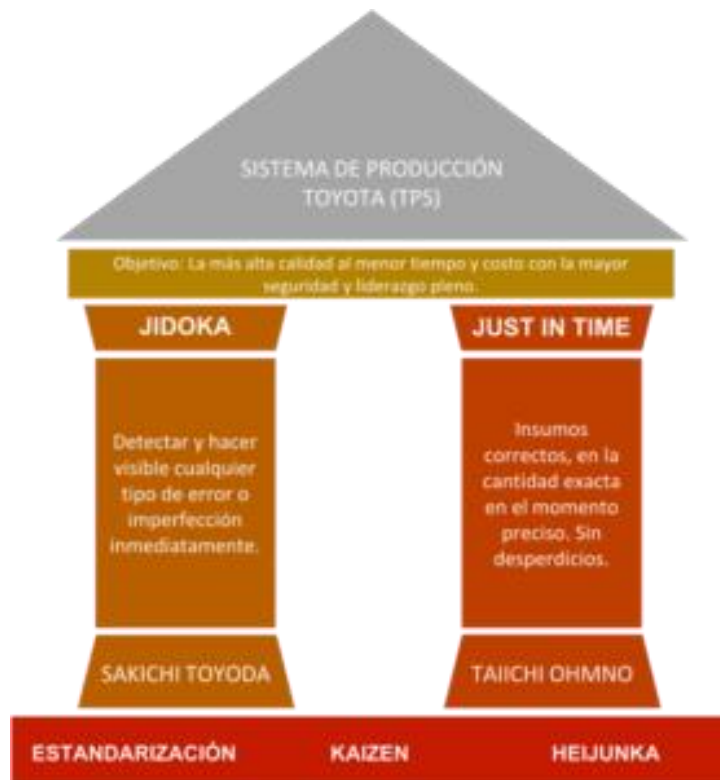 SISTEMA DE PRODUCCIÓN
TOYOTA (TPS)
Objetivo: La más alta calidad al menor tiempo y costo con la mayor
seguridad y liderazgo pleno.
JIDOKA
Detectar y hacer
visible cualquier
tipo de error o
imperfección
inmediatamente.
SAKICHI TOYODA
JUST IN TIME
Insumos
correctos, en la
cantidad exacta
en el momento
preciso. Sin
desperdicios.
TAIICHI OHMNO
ESTANDARIZACIÓN KAIZEN HEIJUNKA